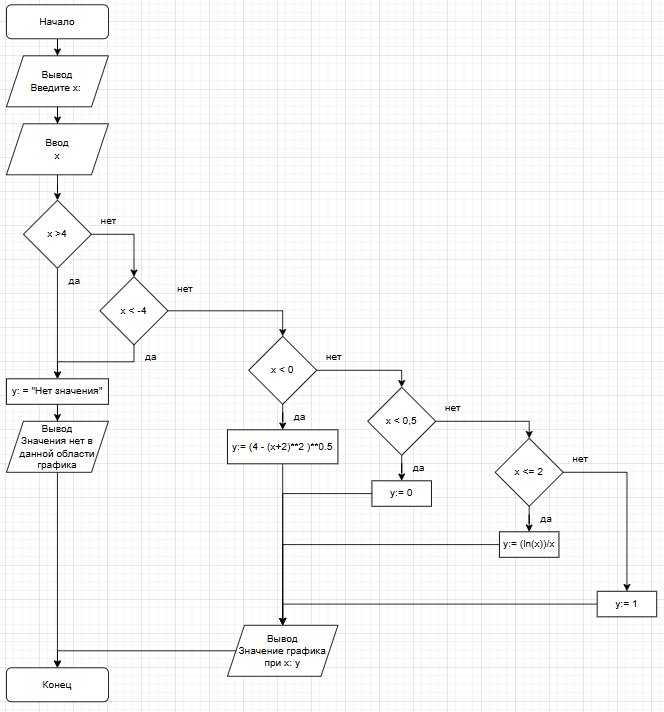 Начало
Вывод
Введите x:
Ввод
x
x >4
нет
да
x < -4
нет
да
x < 0
нет
да
x < 0,5
нет
да
x <= 2
нет
да
y: = "Нет значения"
Вывод
Значения нет в
данной области
графика
y:= (4 - (x+2)**2 )**0.5
y:= 0
y:= (ln(x))/x
y:= 1
Вывод
Значение графика
при x: y
Конец